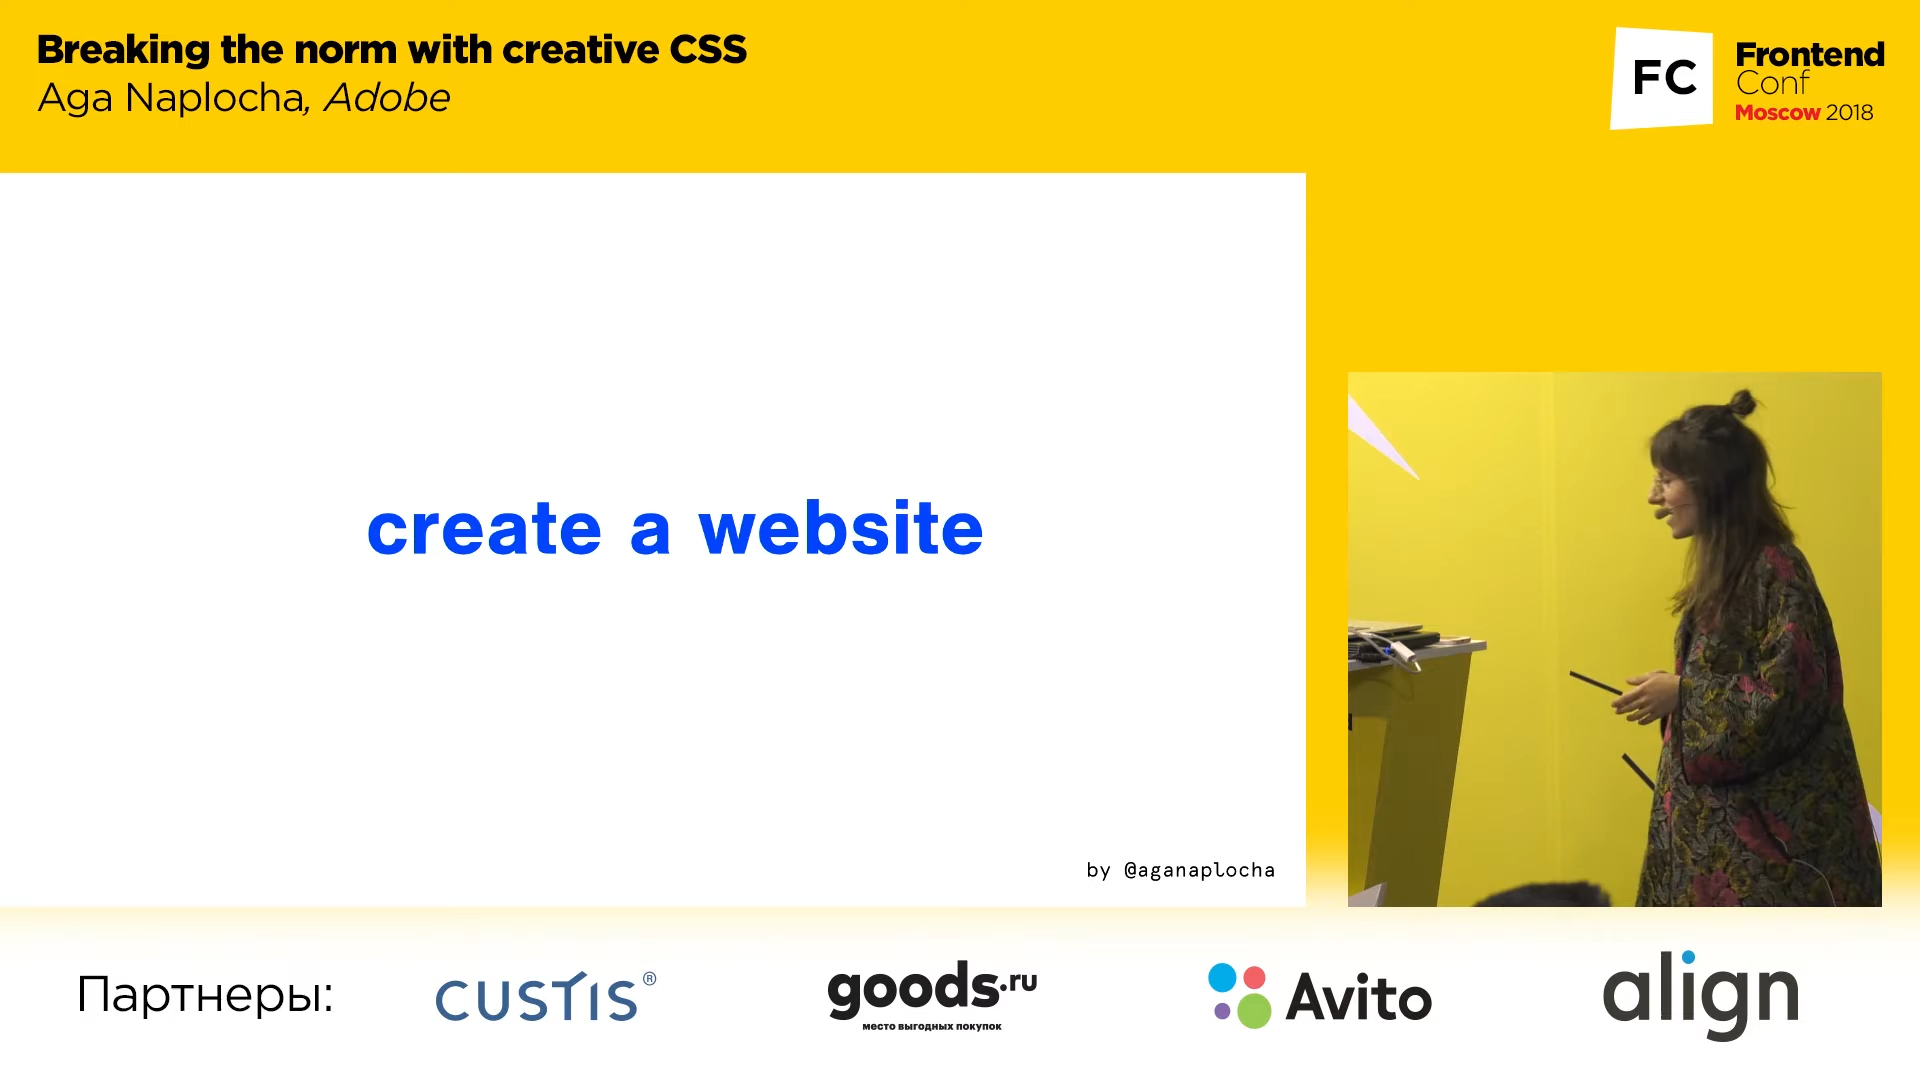 Breaking the norm with creative CSS
Aga Naplocha, Adobe
FC
Frontend
Conf
Moscow 2018
create a website
by @aganaplocha
Партнеры:
CUSTIS®
goods.ru
место выгодных покупок
Avito
align